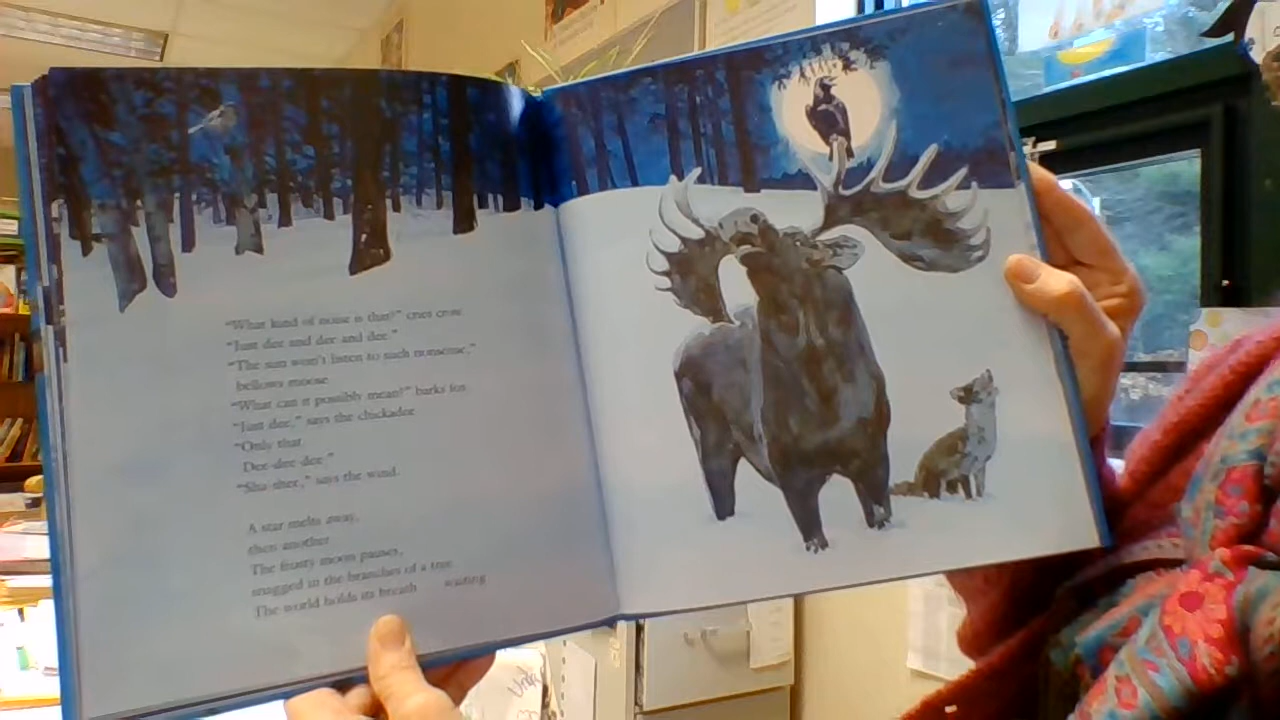 "What kind of noise is that?" cries crow.
"Just dee and dee and dee."
"The sun won't listen to such nonsense,"
bellows moose.
"What can it possibly mean?" barks fox.
"Just dee," says the chickadee.
"Only that.
Dee-dee-dee."
"Sha-shee," says the wind.
A star melts away,
then another.
The frosty moon pauses,
snagged in the branches of a tree.
The world holds its breath waiting